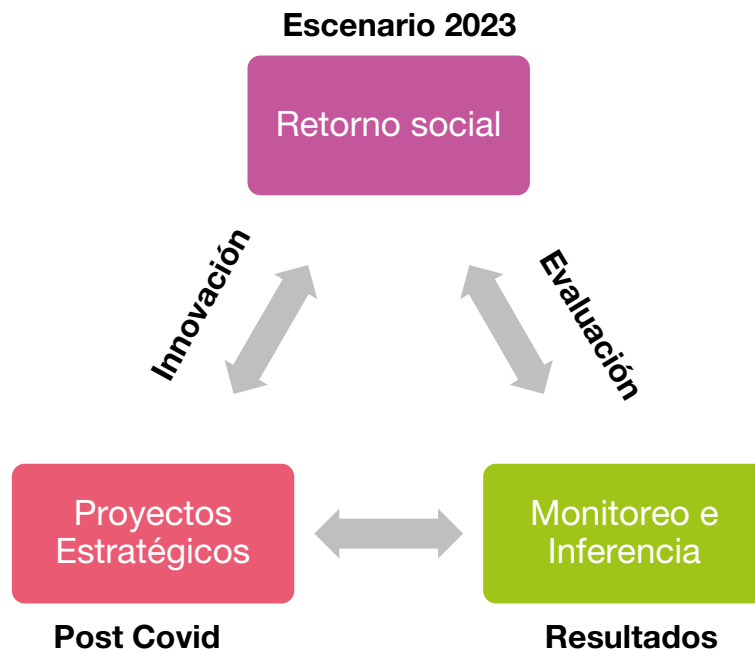 Escenario 2023
Retorno social
Innovación
Evaluación
Proyectos
Estratégicos
Monitoreo e
Inferencia
Post Covid
Resultados